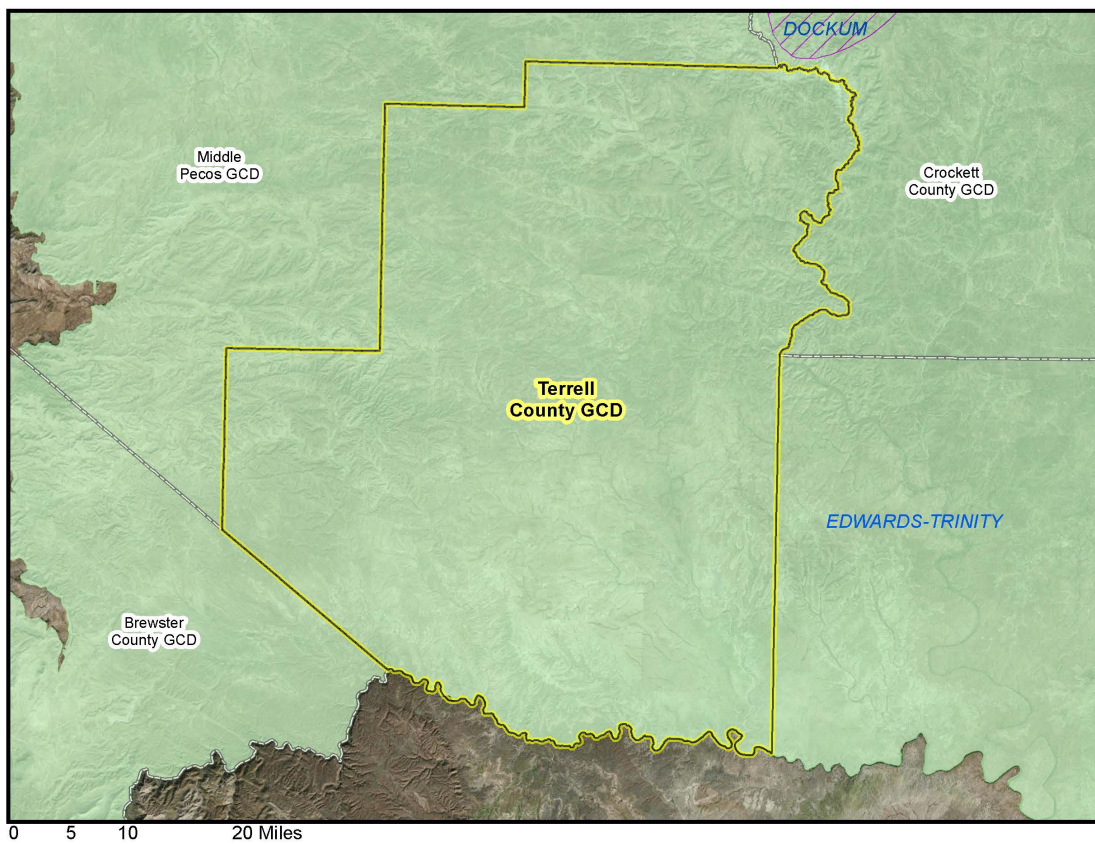 DOCKUM
Middle
Pecos GCD
Crockett
County GCD
Terrell
County GCD
EDWARDS-TRINITY
Brewster
County GCD
0 5 10 20 Miles